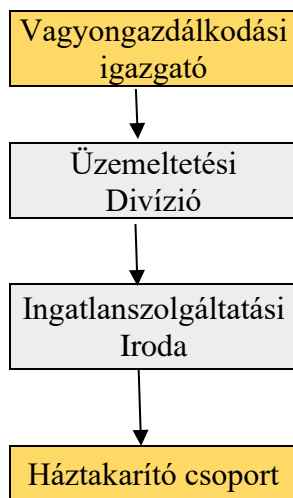 Vagyongazdálkodási
igazgató
Üzemeltetési
Divízió
Ingatlanszolgáltatási
Iroda
Háztakarító csoport